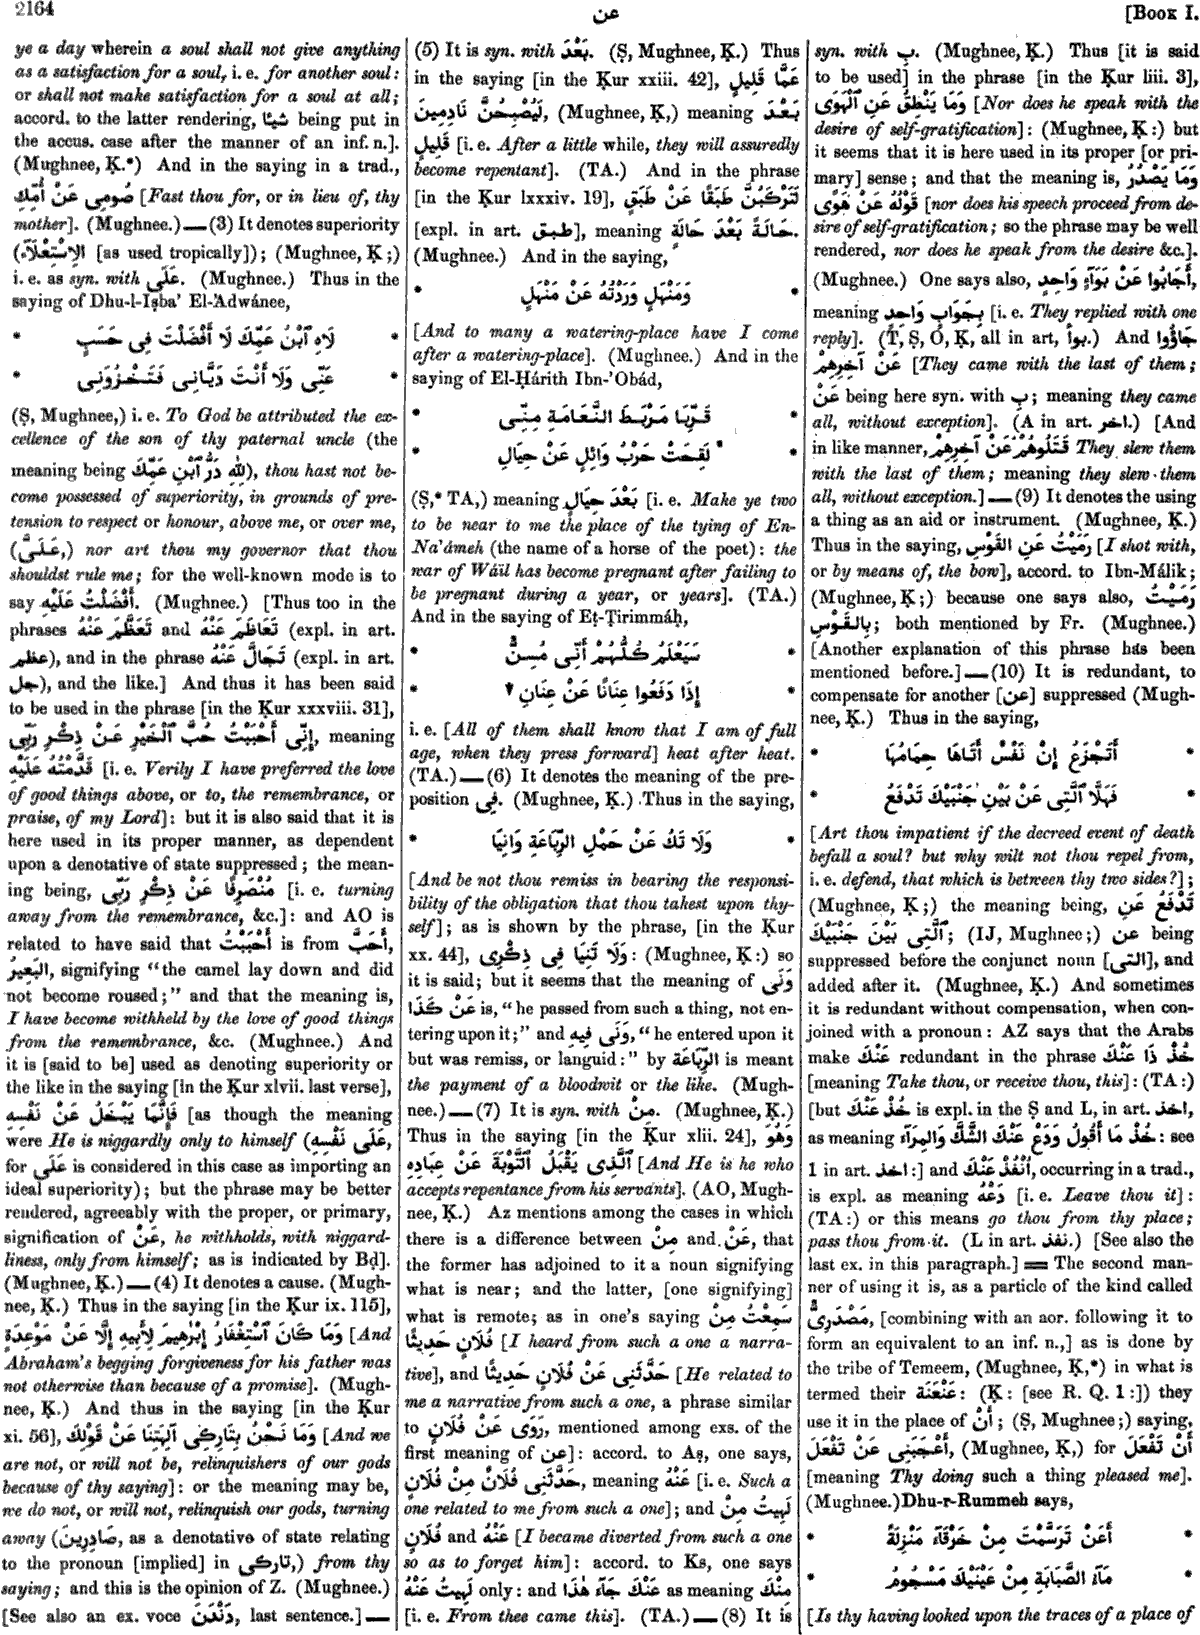 2164
عن
[Book I.
ye a day wherein a soul shall not give anything
as a satisfaction for a soul, i. e. for another soul:
or shall not make satisfaction for a soul at all;
accord. to the latter rendering, شَيْئًا being put in
the accus. case after the manner of an inf. n.].
(Mughnee, Ḳ.*) And in the saying in a trad.,
صُومِى عَنْ أُمِّكِ [Fast thou for, or in lieu of, thy
mother]. (Mughnee.) — (3) It denotes superiority
(الاِسْتِعْلَآء [as used tropically]); (Mughnee, Ḳ;)
i. e. as syn. with عَلَى. (Mughnee.) Thus in the
saying of Dhu-l-Iṣba' El-'Adwánee,
* لَاهِ ٱبْنُ عَمِّكَ لَا أَفْضَلْتَ فِى حَسَبٍ *
* عَنِّى وَلَا أَنْتَ دَيَّانِى فَتَخْزُونِى *
(Ṣ, Mughnee,) i. e. To God be attributed the ex-
cellence of the son of thy paternal uncle (the
meaning being لِلّٰهِ دَرُّ ٱبْنِ عَمِّكَ), thou hast not be-
come possessed of superiority, in grounds of pre-
tension to respect or honour, above me, or over me,
(عَلَىَّ,) nor art thou my governor that thou
shouldst rule me; for the well-known mode is to
say أَفْضَلْتُ عَلَيْهِ. (Mughnee.) [Thus too in the
phrases تَعَظَّمَ عَنْهُ and تَعَاظَمَ عَنْهُ (expl. in art.
عظم), and in the phrase تَجَالَّ عَنْهُ (expl. in art.
جل), and the like.] And thus it has been said
to be used in the phrase [in the Ḳur xxxviii. 31],
إِنِّى أَحْبَبْتُ حُبَّ ٱلْخَيْرِ عَنْ ذِكْرِ رَبِّى, meaning
قَدَّمْتُهُ عَلَيْهِ [i. e. Verily I have preferred the love
of good things above, or to, the remembrance, or
praise, of my Lord]: but it is also said that it is
here used in its proper manner, as dependent
upon a denotative of state suppressed; the mean-
ing being, مُنْصَرِفًا عَنْ ذِكْرِ رَبِّى [i. e. turning
away from the remembrance, &c.]: and AO is
related to have said that أَحْبَبْتُ is from أَحَبَّ,
البَعِيرُ, signifying “the camel lay down and did
not become roused;” and that the meaning is,
I have become withheld by the love of good things
from the remembrance, &c. (Mughnee.) And
it is [said to be] used as denoting superiority or
the like in the saying [in the Ḳur xlvii. last verse],
فَإِنَّمَا يَبْخَلُ عَنْ نَفْسِهِ [as though the meaning
were He is niggardly only to himself (عَلَى نَفْسِهِ,
for عَلَى is considered in this case as importing an
ideal superiority); but the phrase may be better
rendered, agreeably with the proper, or primary,
signification of عَنْ, he withholds, with niggard-
liness, only from himself; as is indicated by Bḍ].
(Mughnee, Ḳ.) — (4) It denotes a cause. (Mugh-
nee, Ḳ.) Thus in the saying [in the Ḳur ix. 115],
وَمَا كَانَ ٱسْتِغْفَارُ إِبْرٰهِيمَ لِأَبِيهِ إِلَّا عَنْ مَوْعِدَةٍ [And
Abraham's begging forgiveness for his father was
not otherwise than because of a promise]. (Mugh-
nee, Ḳ.) And thus in the saying [in the Ḳur
xi. 56], وَمَا نَحْنُ بِتَارِكِى آلِهَتِنَا عَنْ قَوْلِكَ [And we
are not, or will not be, relinquishers of our gods
because of thy saying]: or the meaning may be,
we do not, or will not, relinquish our gods, turning
away (صَادِرِينَ, as a denotative of state relating
to the pronoun [implied] in تاركى,) from thy
saying; and this is the opinion of Z. (Mughnee.)
[See also an ex. voce دَنْدَنَ, last sentence.] —
(5) It is syn. with بَعْدَ. (Ṣ, Mughnee, Ḳ.) Thus
in the saying [in the Ḳur xxiii. 42], عَمَّا قَلِيلٍ
لَيُصْبِحُنَّ نَادِمِينَ, (Mughnee, Ḳ,) meaning بَعْدَ
قَلِيلٍ [i. e. After a little while, they will assuredly
become repentant]. (TA.) And in the phrase
[in the Ḳur lxxxiv. 19], لَتَرْكَبُنَّ طَبَقًا عَنْ طَبَقٍ
[expl. in art. طبق], meaning حَالَةً بَعْدَ حَالَةٍ.
(Mughnee.) And in the saying,
* وَمَنْهَلٍ وَرَدْتُهُ عَنْ مَنْهَلٍ *
[And to many a watering-place have I come
after a watering-place]. (Mughnee.) And in the
saying of El-Ḥárith Ibn-'Obád,
* قَرِّبَا مَرْبَطَ النَّعَامَةِ مِنِّى *
* لَقِحَتْ حَرْبُ وَائِلٍ عَنْ حِيَالِ *
(Ṣ,* TA,) meaning بَعْدَ حِيَالٍ [i. e. Make ye two
to be near to me the place of the tying of En-
Na'ámeh (the name of a horse of the poet): the
war of Wáïl has become pregnant after failing to
be pregnant during a year, or years]. (TA.)
And in the saying of Eṭ-Ṭirimmáḥ,
* سَيَعْلَمُ كُلُّهُمْ أَنِّى مُسِنٌّ *
* إِذَا دَفَعُوا عِنَانًا عَنْ عِنَانِ *
i. e. [All of them shall know that I am of full
age, when they press forward] heat after heat.
(TA.) — (6) It denotes the meaning of the pre-
position فِى. (Mughnee, Ḳ.) Thus in the saying,
* وَلَا تَكُ عَنْ حَمْلِ الرِّبَاعَةِ وَانِيَا *
[And be not thou remiss in bearing the responsi-
bility of the obligation that thou takest upon thy-
self]; as is shown by the phrase, [in the Ḳur
xx. 44], وَلَا تَنِيَا فِى ذِكْرِى: (Mughnee, Ḳ:) so
it is said; but it seems that the meaning of وَنَى
عَنْ كَذَا is, “he passed from such a thing, not en-
tering upon it;” and وَنَى فِيهِ, “he entered upon it
but was remiss, or languid:” by الرِّبَاعَة is meant
the payment of a bloodwit or the like. (Mugh-
nee.) — (7) It is syn. with مِنْ. (Mughnee, Ḳ.)
Thus in the saying [in the Ḳur xlii. 24], وَهُوَ
ٱلَّذِى يَقْبَلُ ٱلتَّوْبَةَ عَنْ عِبَادِهِ [And He is he who
accepts repentance from his servants]. (AO, Mugh-
nee, Ḳ.) Az mentions among the cases in which
there is a difference between مِنْ and عَنْ, that
the former has adjoined to it a noun signifying
what is near; and the latter, [one signifying]
what is remote; as in one's saying سَمِعْتُ مِنْ
فُلَانٍ حَدِيثًا [I heard from such a one a narra-
tive], and حَدَّثَنِى عَنْ فُلَانٍ حَدِيثًا [He related to
me a narrative from such a one, a phrase similar
to رَوَى عَنْ فُلَانٍ, mentioned among exs. of the
first meaning of عن]: accord. to Aṣ, one says,
حَدَّثَنِى فُلَانٌ مِنْ فُلَانٍ, meaning عَنْهُ [i. e. Such a
one related to me from such a one]; and لَهِيتُ مِنْ
فُلَانٍ and عَنْهُ [I became diverted from such a one
so as to forget him]: accord. to Ks, one says
لَهِيتُ عَنْهُ only: and عَنْكَ جَآءَ هٰذَا as meaning مِنْكَ
[i. e. From thee came this]. (TA.) — (8) It is
syn. with بِ. (Mughnee, Ḳ.) Thus [it is said
to be used] in the phrase [in the Ḳur liii. 3],
وَمَا يَنْطِقُ عَنِ ٱلْهَوَى [Nor does he speak with the
desire of self-gratification]: (Mughnee, Ḳ:) but
it seems that it is here used in its proper [or pri-
mary] sense; and that the meaning is, وَمَا يَصْدُرُ
قَوْلُهُ عَنْ هَوًى [nor does his speech proceed from de-
sire of self-gratification; so the phrase may be well
rendered, nor does he speak from the desire &c.].
(Mughnee.) One says also, أَجَابُوا عَنْ بَوَآءٍ وَاحِدٍ,
meaning بِجَوَابٍ وَاحِدٍ [i. e. They replied with one
reply]. (T, Ṣ, O, Ḳ, all in art, بوأ.) And جَاؤُوا
عَنْ آخِرِهِمْ [They came with the last of them;
عَنْ being here syn. with بِ; meaning they came
all, without exception]. (A in art. اخر.) [And
in like manner, قَتَلُوهُمْ عَنْ آخِرِهِمْ They slew them
with the last of them; meaning they slew them
all, without exception.] — (9) It denotes the using
a thing as an aid or instrument. (Mughnee, Ḳ.)
Thus in the saying, رَمَيْتُ عَنِ القَوْسِ [I shot with,
or by means of, the bow], accord. to Ibn-Málik;
(Mughnee, Ḳ;) because one says also, رَمَيْتُ
بِالقَوْسِ; both mentioned by Fr. (Mughnee.)
[Another explanation of this phrase has been
mentioned before.] — (10) It is redundant, to
compensate for another [عن] suppressed (Mugh-
nee, Ḳ.) Thus in the saying,
* أَتَجْزَعُ إِنْ نَفْسٌ أَتَاهَا حِمَامُهَا *
* فَهَلَّا ٱلَّتِى عَنْ بَيْنِ جَنْبَيْكَ تَدْفَعُ *
[Art thou impatient if the decreed event of death
befall a soul? but why wilt not thou repel from,
i. e. defend, that which is between thy two sides?];
(Mughnee, Ḳ;) the meaning being, تَدْفَعُ عَنِ
ٱلَّتِى بَيْنَ جَنْبَيْكَ; (IJ, Mughnee;) عن being
suppressed before the conjunct noun [التى], and
added after it. (Mughnee, Ḳ.) And sometimes
it is redundant without compensation, when con-
joined with a pronoun: AZ says that the Arabs
make عَنْكَ redundant in the phrase خُذْ ذَا عَنْكَ
[meaning Take thou, or receive thou, this]: (TA:)
[but خُذْ عَنْكَ is expl. in the Ṣ and L, in art. اخذ,
as meaning خُذْ مَا أَقُولُ وَدَعْ عَنْكَ الشَّكَّ وَالمِرَآءَ: see
1 in art. اخذ:] and اُنْفُذْ عَنْكَ, occurring in a trad.,
is expl. as meaning دَعْهُ [i. e. Leave thou it]:
(TA:) or this means go thou from thy place;
pass thou from it. (L in art. نفذ.) [See also the
last ex. in this paragraph.] = The second man-
ner of using it is, as a particle of the kind called
مَصْدَرِىٌّ, [combining with an aor. following it to
form an equivalent to an inf. n.,] as is done by
the tribe of Temeem, (Mughnee, Ḳ,*) in what is
termed their عَنْعَنَة: (Ḳ: [see R. Q. 1:]) they
use it in the place of أَنْ; (Ṣ, Mughnee;) saying,
أَعْجَبَنِى عَنْ تَفْعَلَ, (Mughnee, Ḳ,) for أَنْ تَفْعَلَ
[meaning Thy doing such a thing pleased me].
(Mughnee.) Dhu-r-Rummeh says,
* أَعَنْ تَرَسَّمْتَ مِنْ خَرْقَآءَ مَنْزِلَةً *
* مَآءُ الصَّبَابَةِ مِنْ عَيْنَيْكَ مَسْجُومُ *
[Is thy having looked upon the traces of a place of